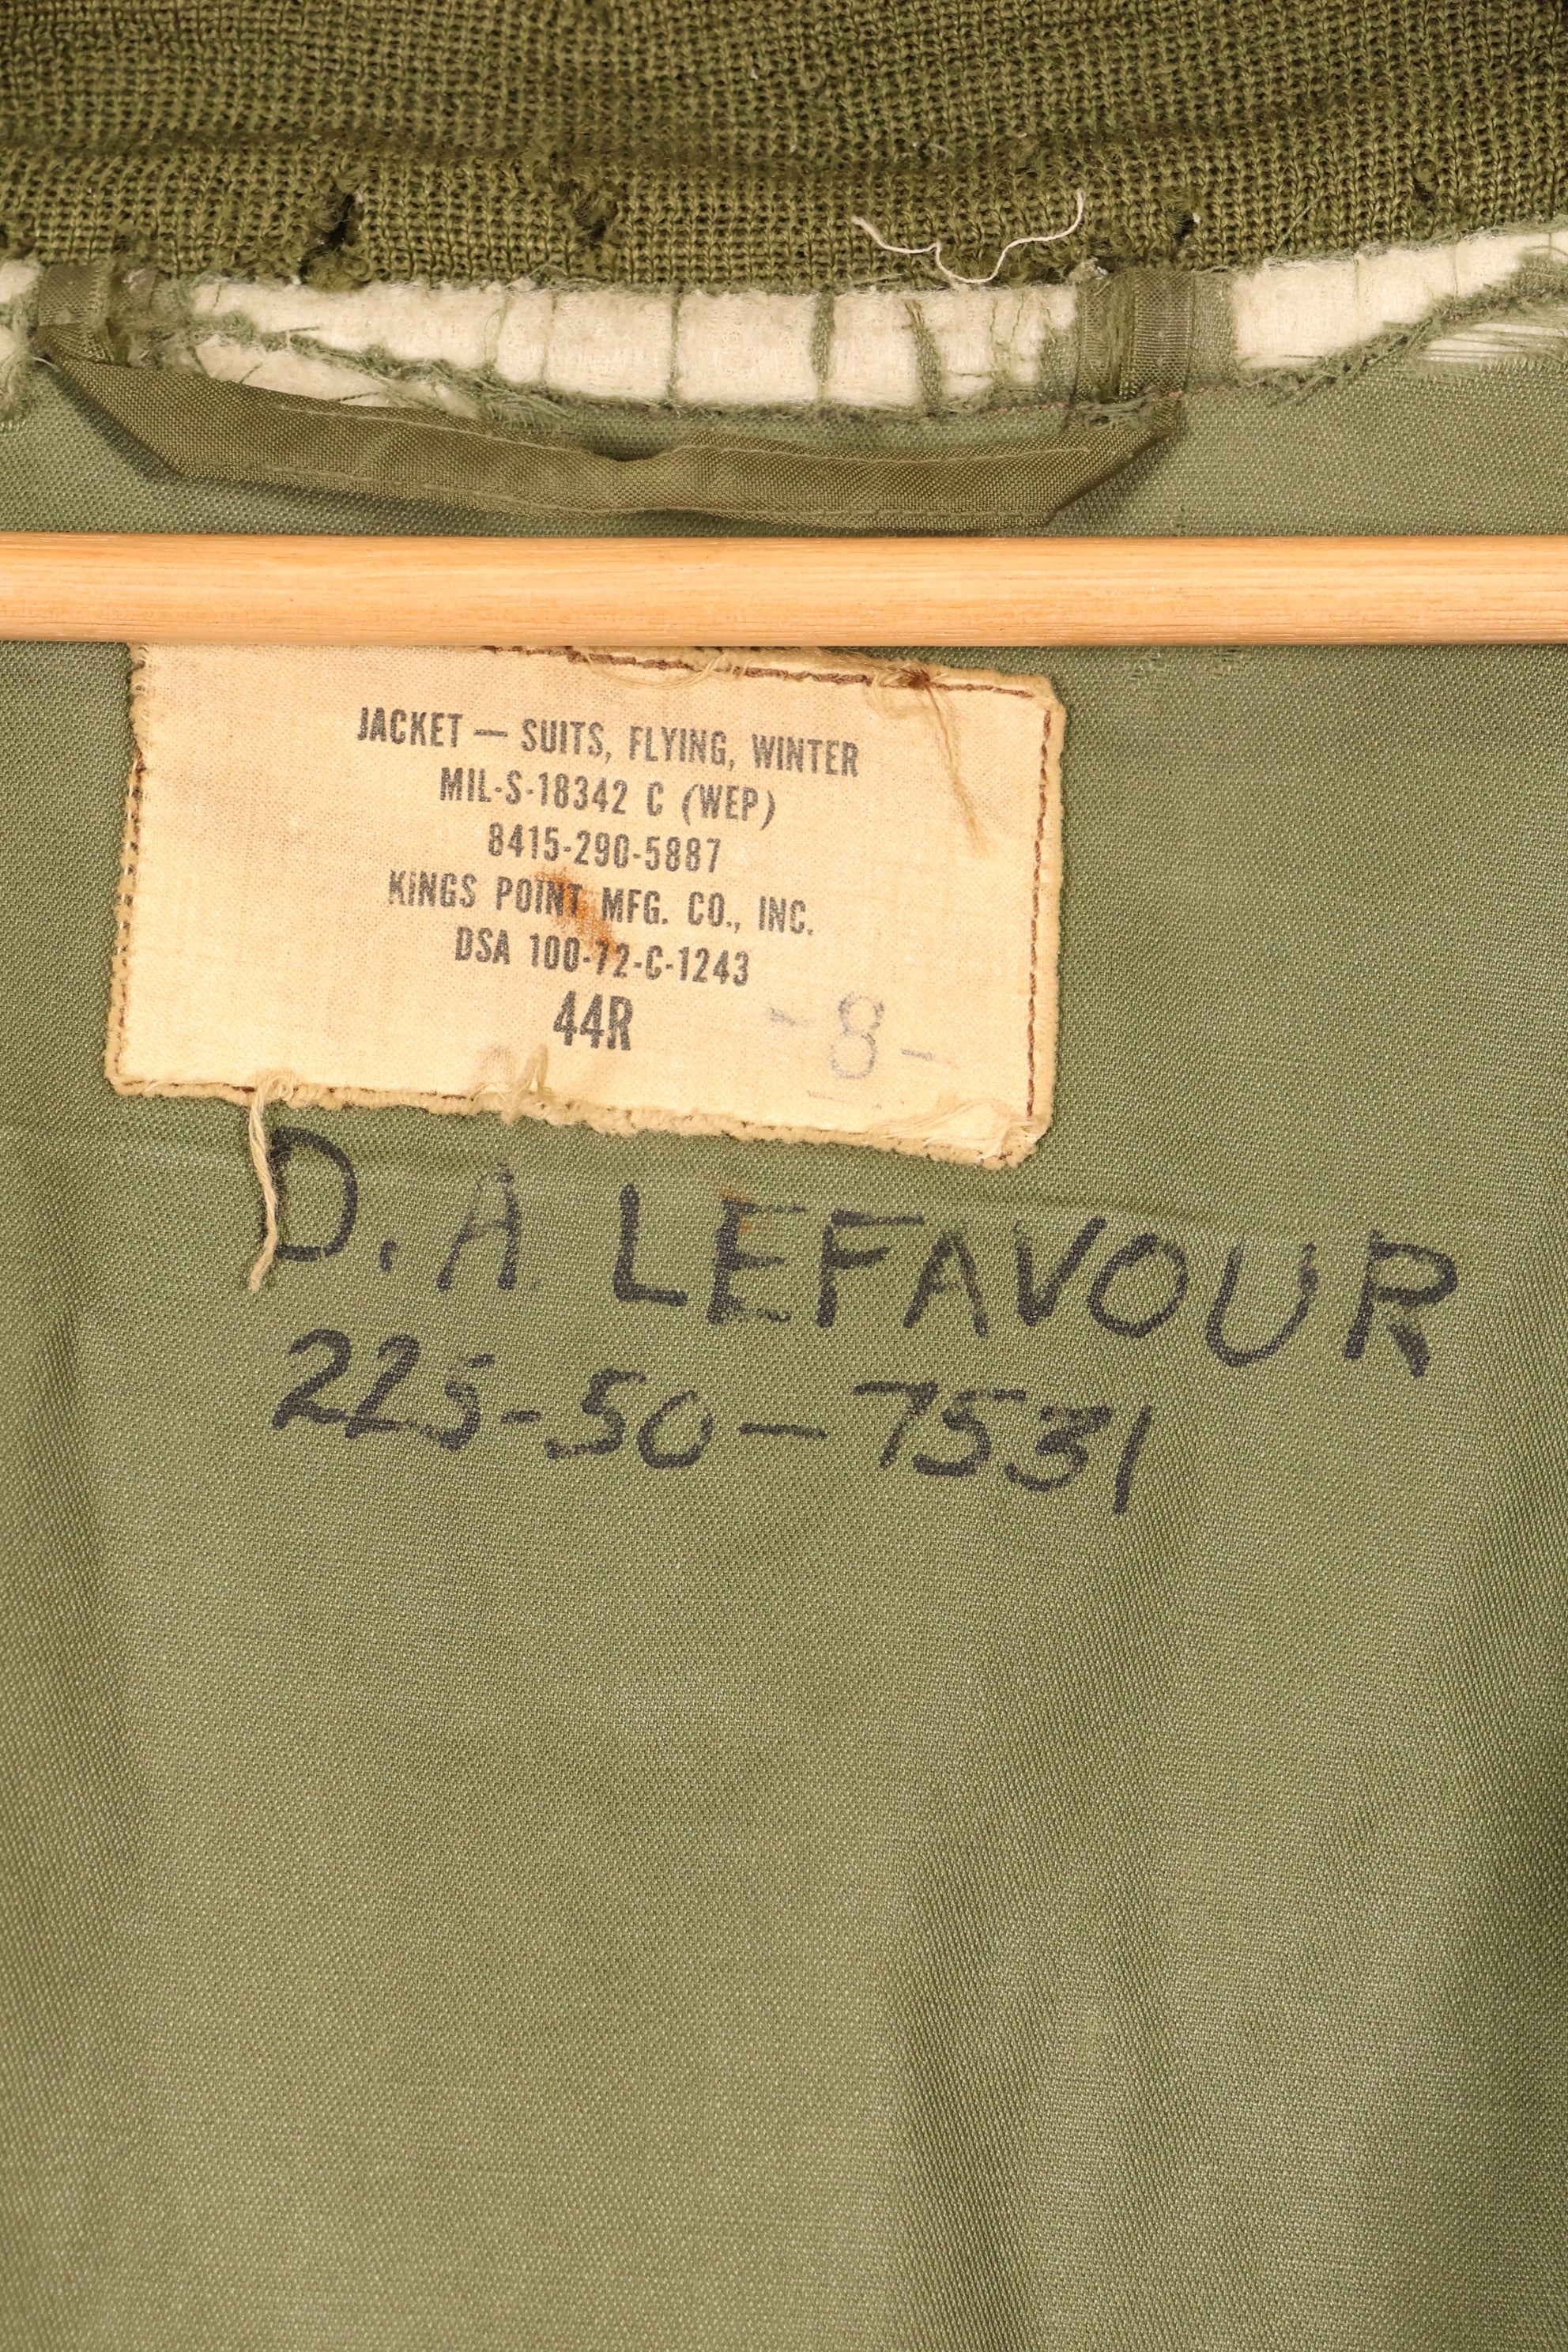 JACKET — SUITS, FLYING, WINTER
MIL-S-18342 C (WEP)
8415-290-5887
KINGS POINT MFG. CO., INC.
DSA 100-72-C-1243
44R
-8-
D. A LEFAVOUR
225-50-7531